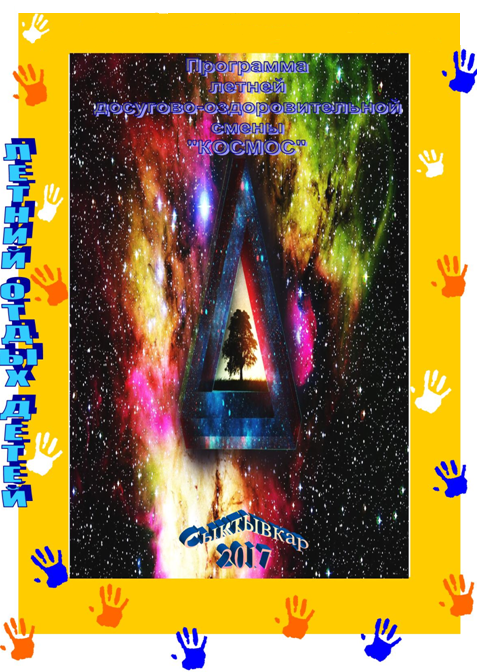 Программа
летней
досугово-оздоровительной
смены
"КОСМОС"
ЛЕТНИЙ ОТДЫХ ДЕТЕЙ
Сыктывкар
2017